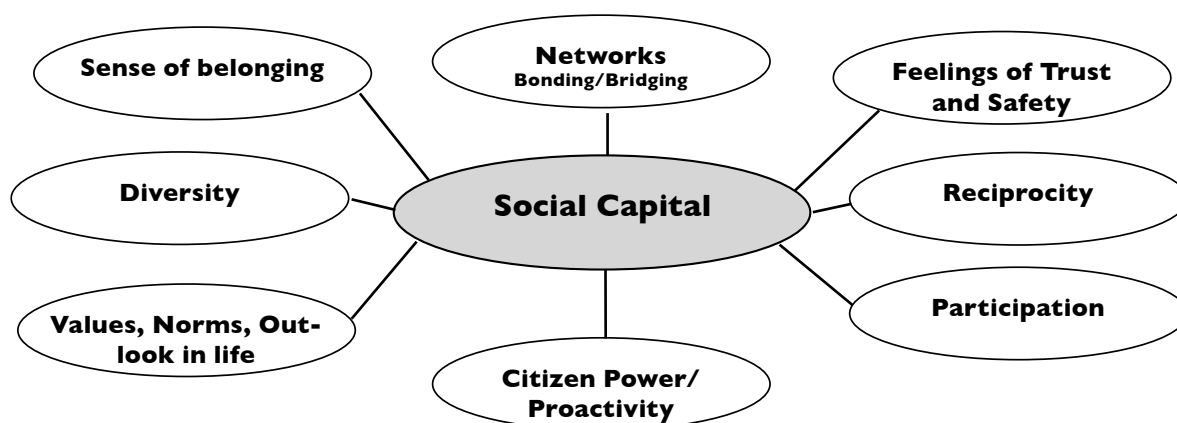 Networks
Bonding/Bridging
Sense of belonging
Feelings of Trust
and Safety
Diversity
Social Capital
Reciprocity
Values, Norms, Out-
look in life
Participation
Citizen Power/
Proactivity